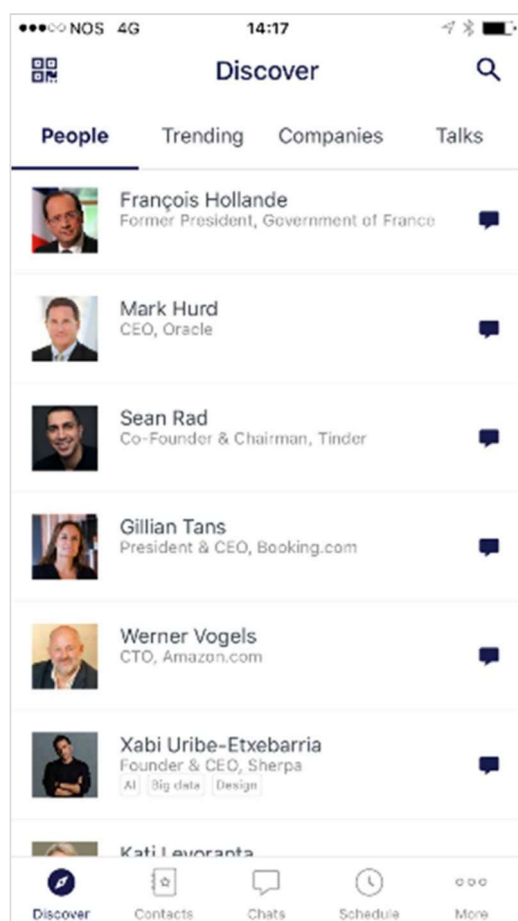 NOS 4G 14:17
Discover
People Trending Companies Talks
François Hollande
Former President, Government of France
Mark Hurd
CEO, Oracle
Sean Rad
Co-Founder & Chairman, Tinder
Gillian Tans
President & CEO, Booking.com
Werner Vogels
CTO, Amazon.com
Xabi Uribe-Etxebarria
Founder & CEO, Sherpa
AI Big data Design
Kati Levoranta
Discover Contacts Chats Schedule More